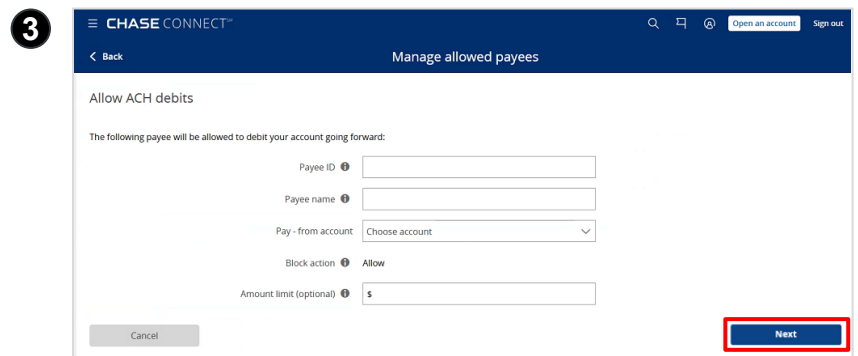 3
CHASE CONNECT℠
Open an account
Sign out
Back
Manage allowed payees
Allow ACH debits
The following payee will be allowed to debit your account going forward:
Payee ID
Payee name
Pay - from account Choose account
Block action Allow
Amount limit (optional) $
Cancel
Next